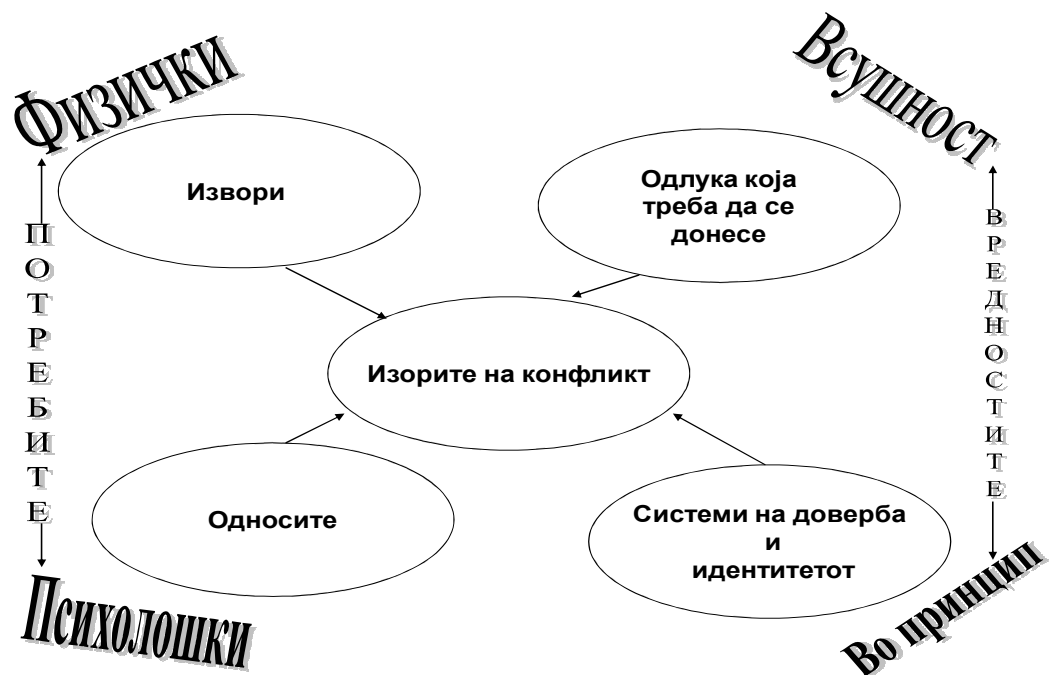 Физички
Всушност
Извори
Одлука која
треба да се
донесе
ПОТРЕБИТЕ
ВРЕДНОСТИТЕ
Изорите на конфликт
Односите
Системи на доверба
и
идентитетот
Психолошки
Во принцип